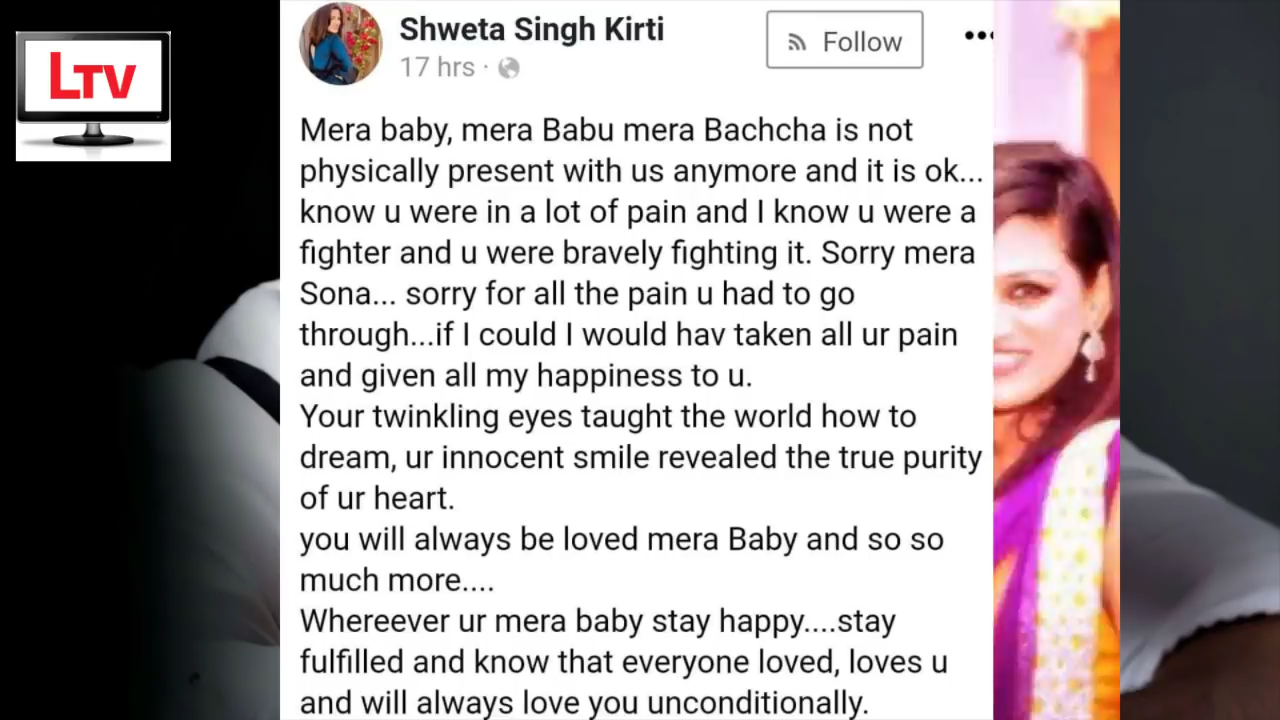 LTV
Shweta Singh Kirti
Follow
17 hrs ·
Mera baby, mera Babu mera Bachcha is not
physically present with us anymore and it is ok...
know u were in a lot of pain and I know u were a
fighter and u were bravely fighting it. Sorry mera
Sona... sorry for all the pain u had to go
through...if I could I would hav taken all ur pain
and given all my happiness to u.
Your twinkling eyes taught the world how to
dream, ur innocent smile revealed the true purity
of ur heart.
you will always be loved mera Baby and so so
much more....
Whereever ur mera baby stay happy....stay
fulfilled and know that everyone loved, loves u
and will always love you unconditionally.